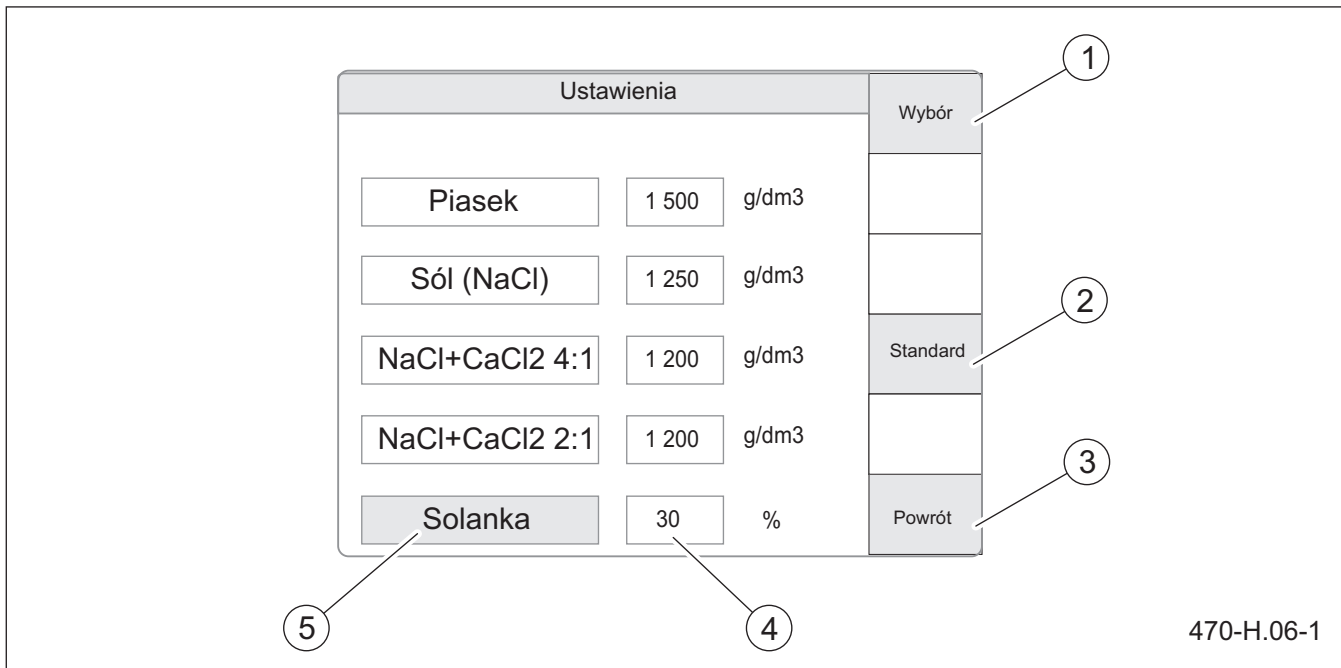 Ustawienia
Wybór
1
Piasek 1 500 g/dm3
Sól (NaCl) 1 250 g/dm3
2
NaCl+CaCl2 4:1 1 200 g/dm3
Standard
NaCl+CaCl2 2:1 1 200 g/dm3
3
Solanka 30 %
Powrót
5
4
470-H.06-1